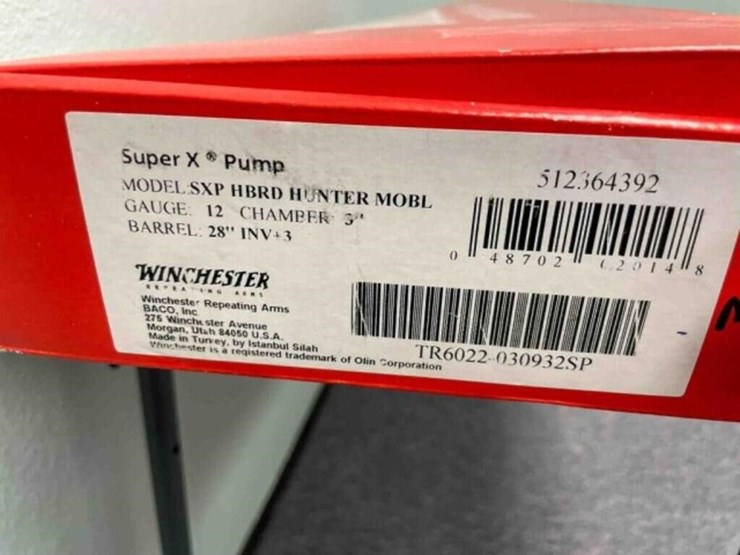 Super X ® Pump
MODEL:SXP HBRD HUNTER MOBL
GAUGE: 12 CHAMBER: 3"
BARREL: 28" INV+3
WINCHESTER
REPEATING ARMS
Winchester Repeating Arms
BACO, Inc
275 Winchester Avenue
Morgan, Utah 84050 U.S.A.
Made in Turkey, by Istanbul Silah
Winchester is a registered trademark of Olin Corporation
512364392
0 48702 02014 8
TR6022-030932SP